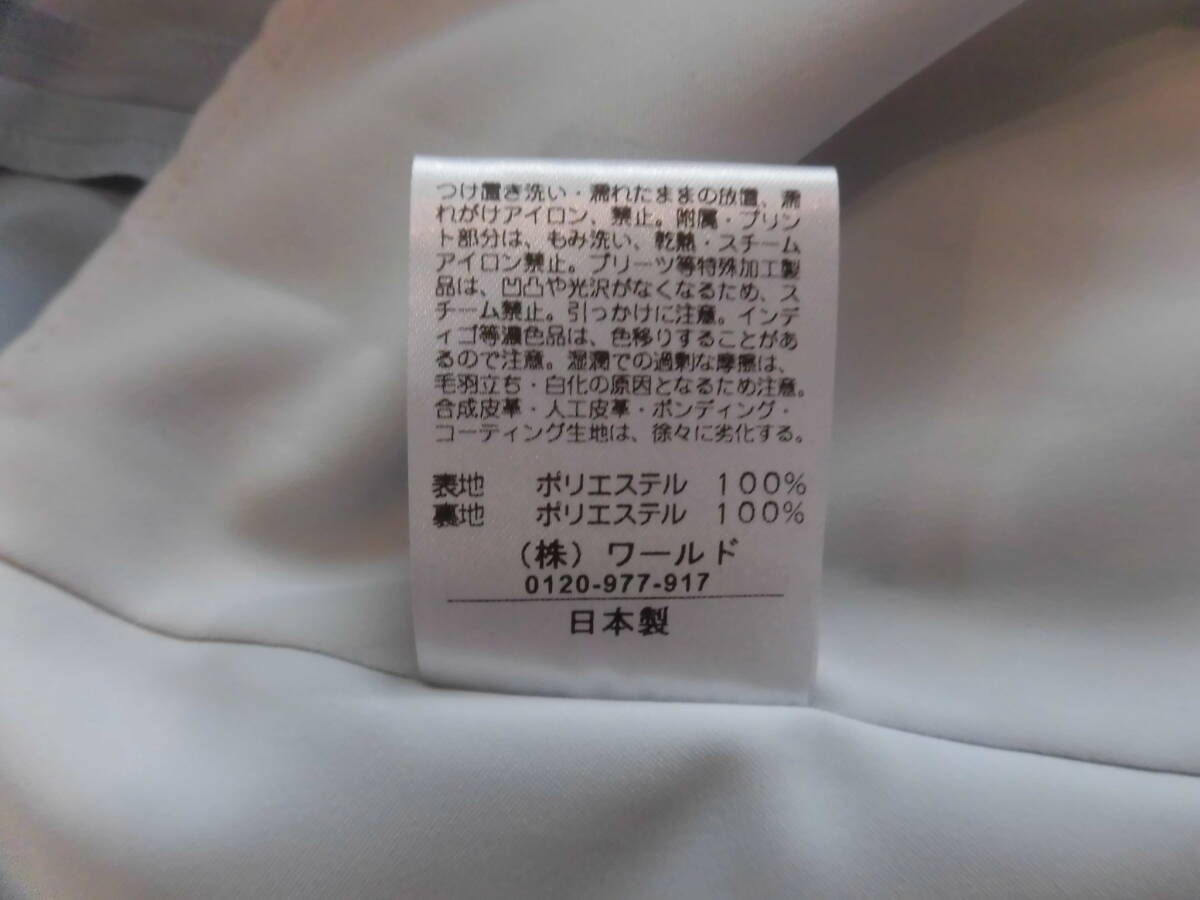 つけ置き洗い・濡れたままの放置、濡
れがけアイロン、禁止。附属・プリン
ト部分は、もみ洗い、乾熱・スチーム
アイロン禁止。プリーツ等特殊加工製
品は、凹凸や光沢がなくなるため、ス
チーム禁止。引っかけに注意。インデ
ィゴ等濃色品は、色移りすることがあ
るので注意。湿潤での過剰な摩擦は、
毛羽立ち・白化の原因となるため注意。
合成皮革・人工皮革・ボンディング・
コーティング生地は、徐々に劣化する。
表地 ポリエステル 100%
裏地 ポリエステル 100%
(株)ワールド
0120-977-917
日本製